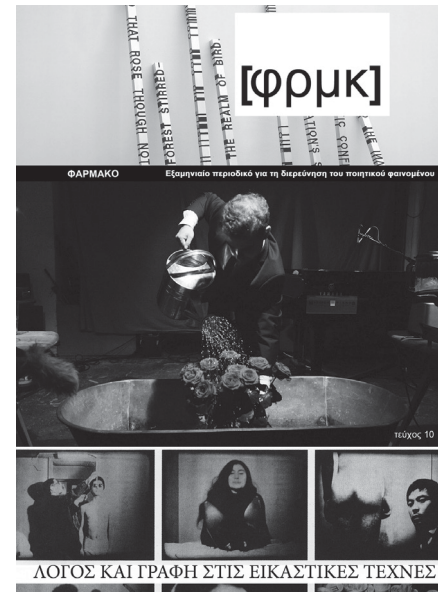 THAT ROSE THOUGH
FOREST STIRRED—
THE REALM OF BIRD.
[φρμκ]
ΦΑΡΜΑΚΟ
Εξαμηνιαίο περιοδικό για τη διερεύνηση του ποιητικού φαινομένου
τεύχος 10
ΛΟΓΟΣ ΚΑΙ ΓΡΑΦΗ ΣΤΙΣ ΕΙΚΑΣΤΙΚΕΣ ΤΕΧΝΕΣ